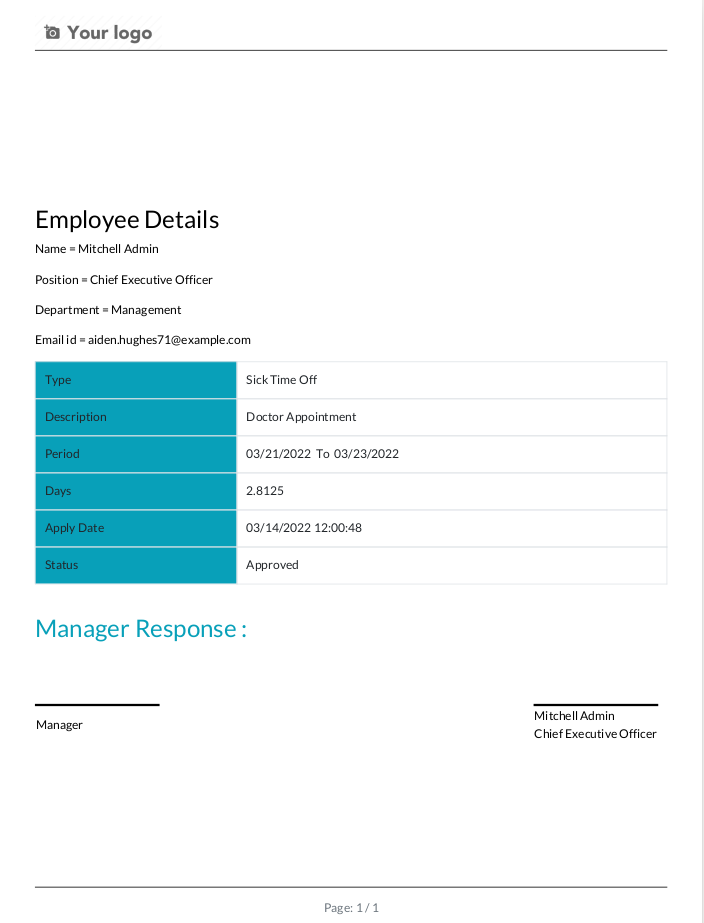 Your logo
Employee Details
Name = Mitchell Admin
Position = Chief Executive Officer
Department = Management
Email id = aiden.hughes71@example.com
Type Sick Time Off
Description Doctor Appointment
Period 03/21/2022 To 03/23/2022
Days 2.8125
Apply Date 03/14/2022 12:00:48
Status Approved
Manager Response :
Manager
Mitchell Admin
Chief Executive Officer
Page: 1 / 1